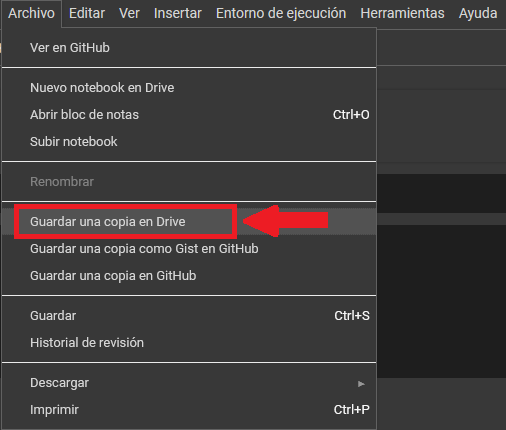 Archivo Editar Ver Insertar Entorno de ejecución Herramientas Ayuda
Ver en GitHub
Nuevo notebook en Drive
Abrir bloc de notas Ctrl+O
Subir notebook
Renombrar
Guardar una copia en Drive
Guardar una copia como Gist en GitHub
Guardar una copia en GitHub
Guardar Ctrl+S
Historial de revisión
Descargar
Imprimir Ctrl+P